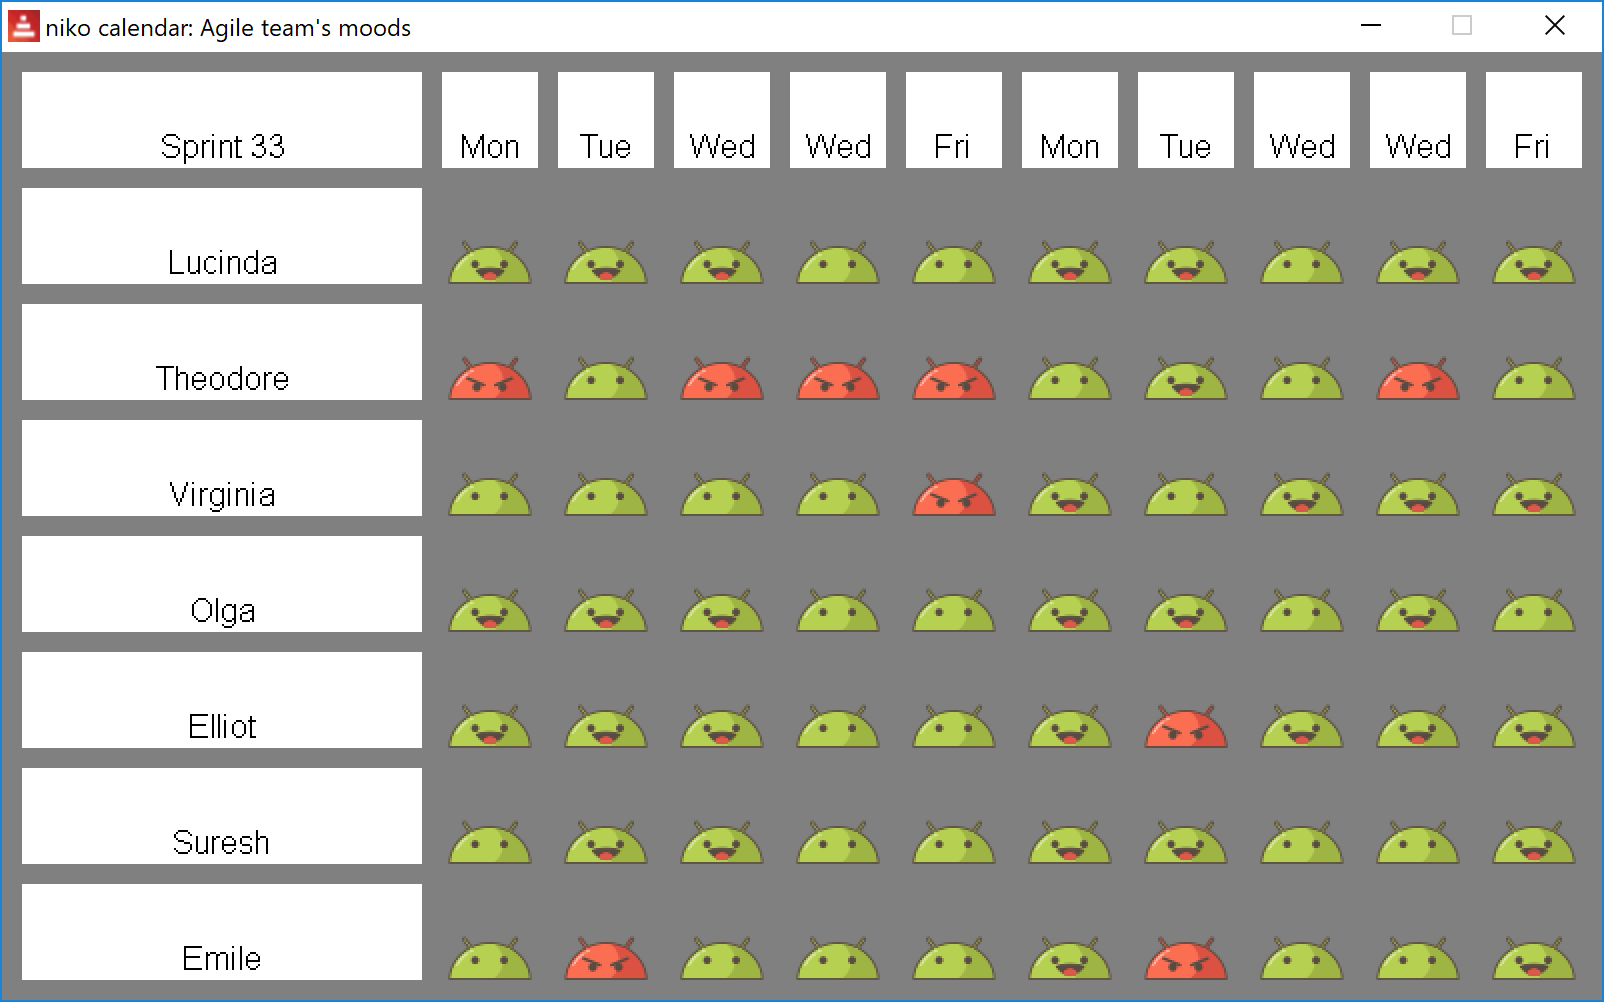 niko calendar: Agile team's moods
Sprint 33 Mon Tue Wed Wed Fri Mon Tue Wed Wed Fri
Lucinda
Theodore
Virginia
Olga
Elliot
Suresh
Emile